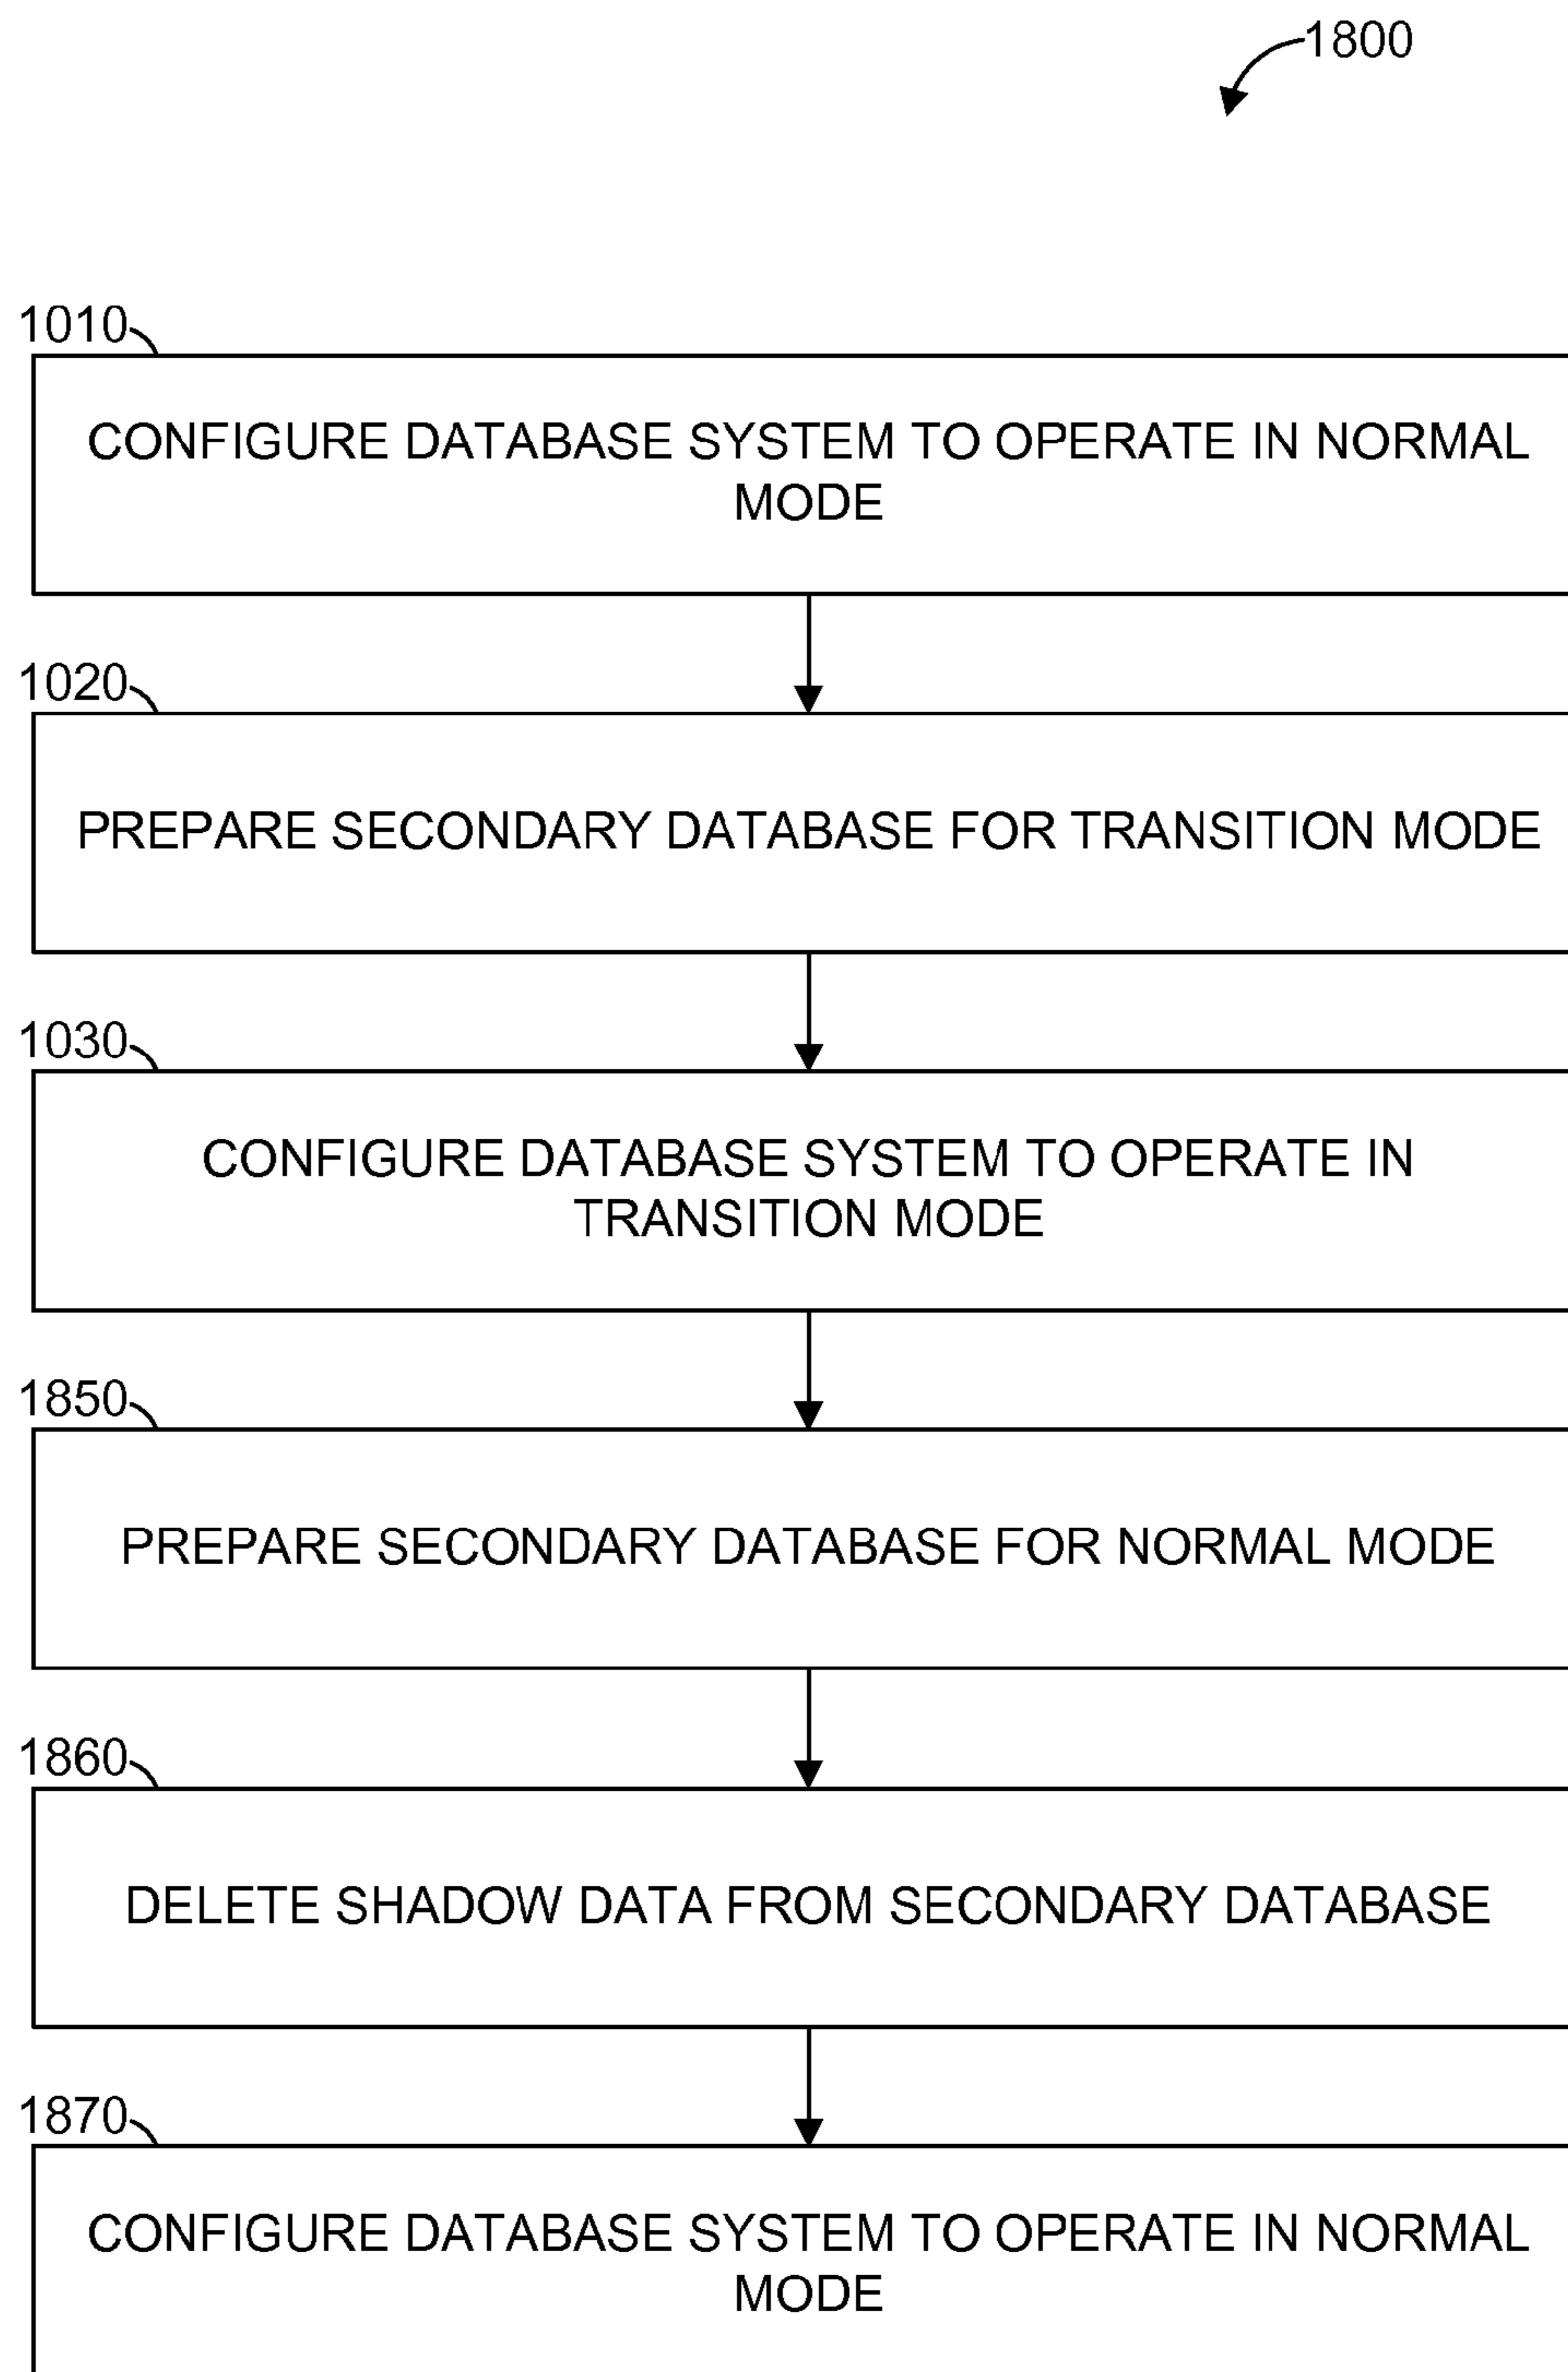 1800
1010
CONFIGURE DATABASE SYSTEM TO OPERATE IN NORMAL
MODE
1020
PREPARE SECONDARY DATABASE FOR TRANSITION MODE
1030
CONFIGURE DATABASE SYSTEM TO OPERATE IN
TRANSITION MODE
1850
PREPARE SECONDARY DATABASE FOR NORMAL MODE
1860
DELETE SHADOW DATA FROM SECONDARY DATABASE
1870
CONFIGURE DATABASE SYSTEM TO OPERATE IN NORMAL
MODE